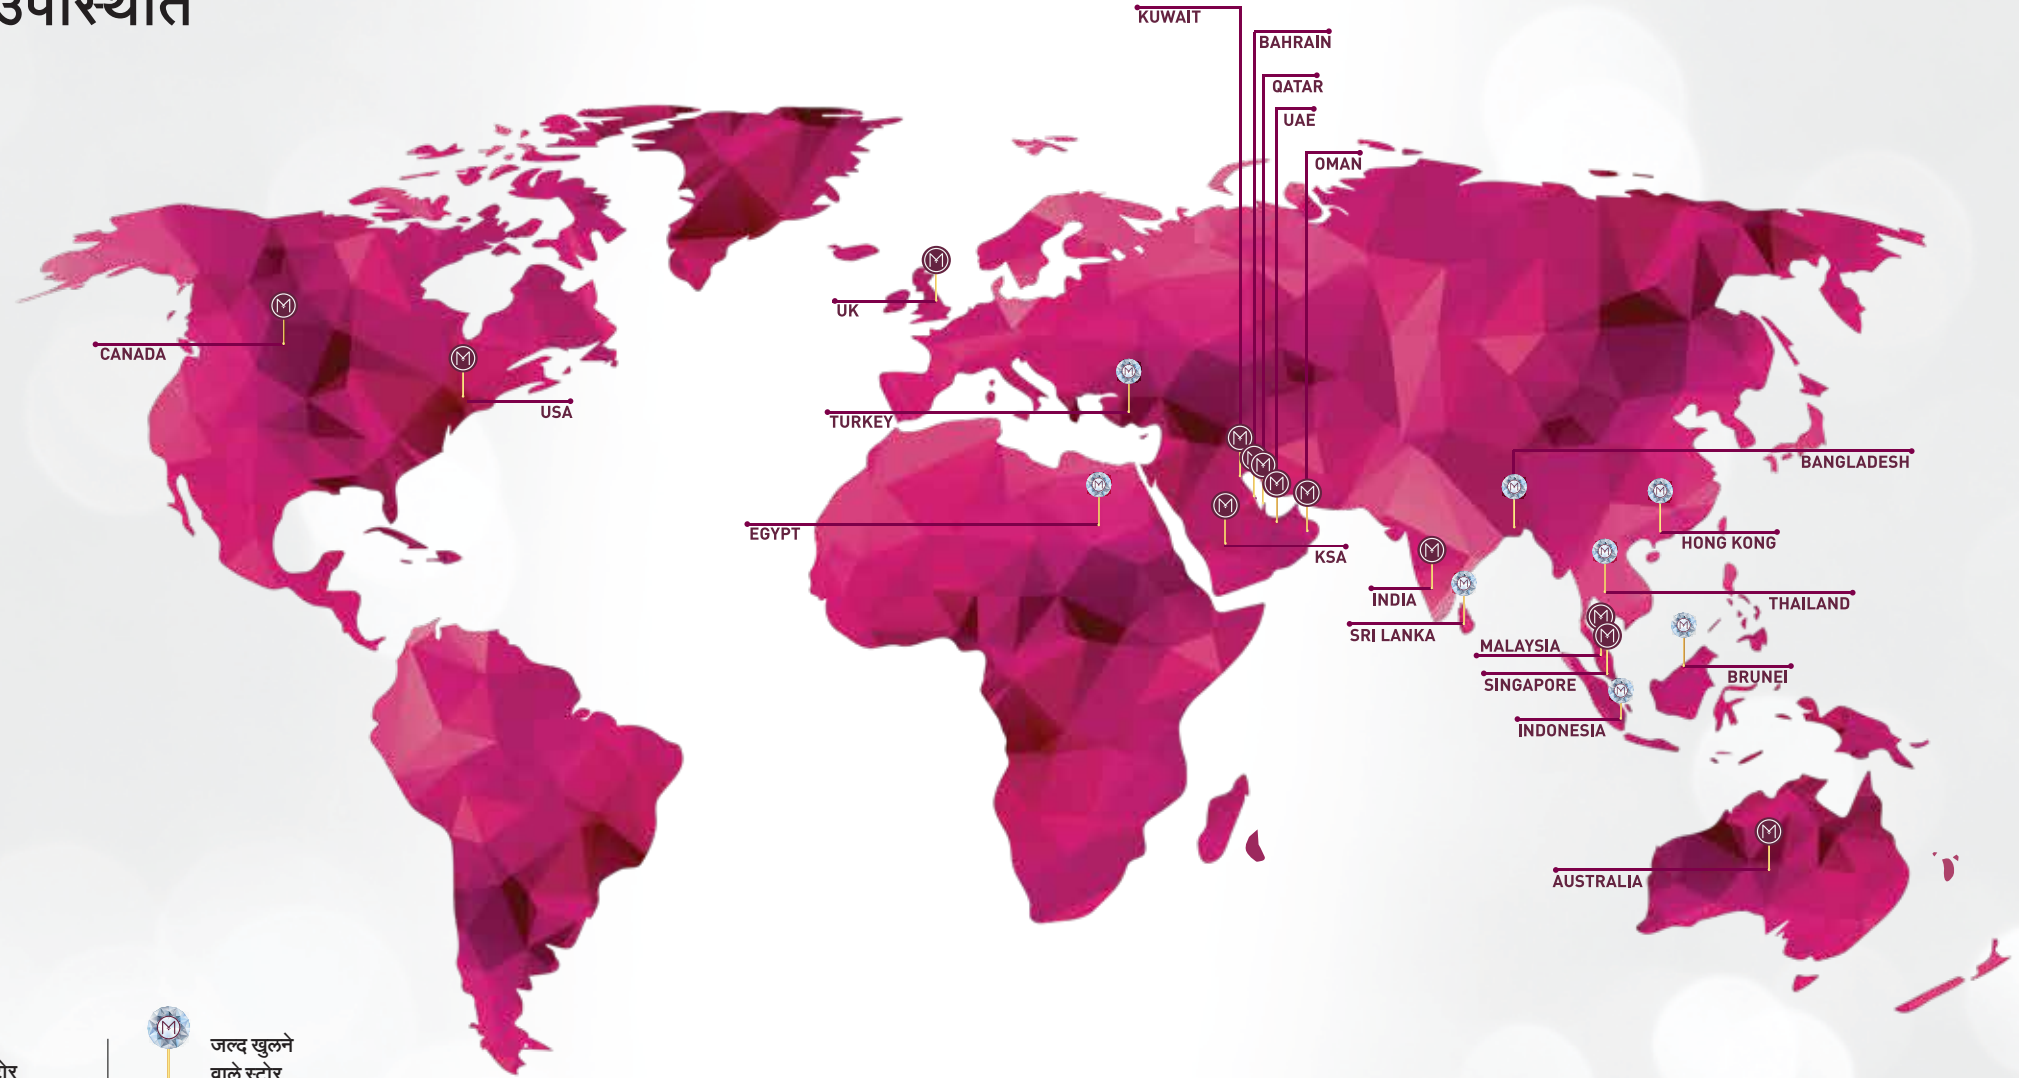 उपस्थिति
KUWAIT
BAHRAIN
QATAR
UAE
OMAN
UK
CANADA
USA
TURKEY
BANGLADESH
EGYPT
HONG KONG
KSA
INDIA
THAILAND
SRI LANKA
MALAYSIA
BRUNEI
SINGAPORE
INDONESIA
AUSTRALIA
जल्द खुलने
वाले स्टोर